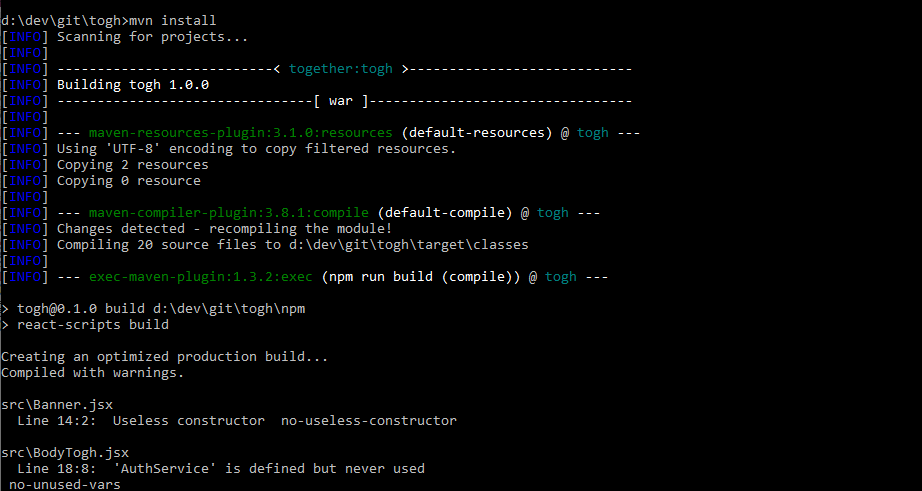 d:\dev\git\togh>mvn install
[INFO] Scanning for projects...
[INFO]
[INFO] ---------------------------< together:togh >----------------------------
[INFO] Building togh 1.0.0
[INFO] --------------------------------[ war ]---------------------------------
[INFO]
[INFO] --- maven-resources-plugin:3.1.0:resources (default-resources) @ togh ---
[INFO] Using 'UTF-8' encoding to copy filtered resources.
[INFO] Copying 2 resources
[INFO] Copying 0 resource
[INFO]
[INFO] --- maven-compiler-plugin:3.8.1:compile (default-compile) @ togh ---
[INFO] Changes detected - recompiling the module!
[INFO] Compiling 20 source files to d:\dev\git\togh\target\classes
[INFO]
[INFO] --- exec-maven-plugin:1.3.2:exec (npm run build (compile)) @ togh ---
> togh@0.1.0 build d:\dev\git\togh\npm
> react-scripts build
Creating an optimized production build...
Compiled with warnings.
src\Banner.jsx
  Line 14:2:  Useless constructor  no-useless-constructor
src\BodyTogh.jsx
  Line 18:8:  'AuthService' is defined but never used
 no-unused-vars